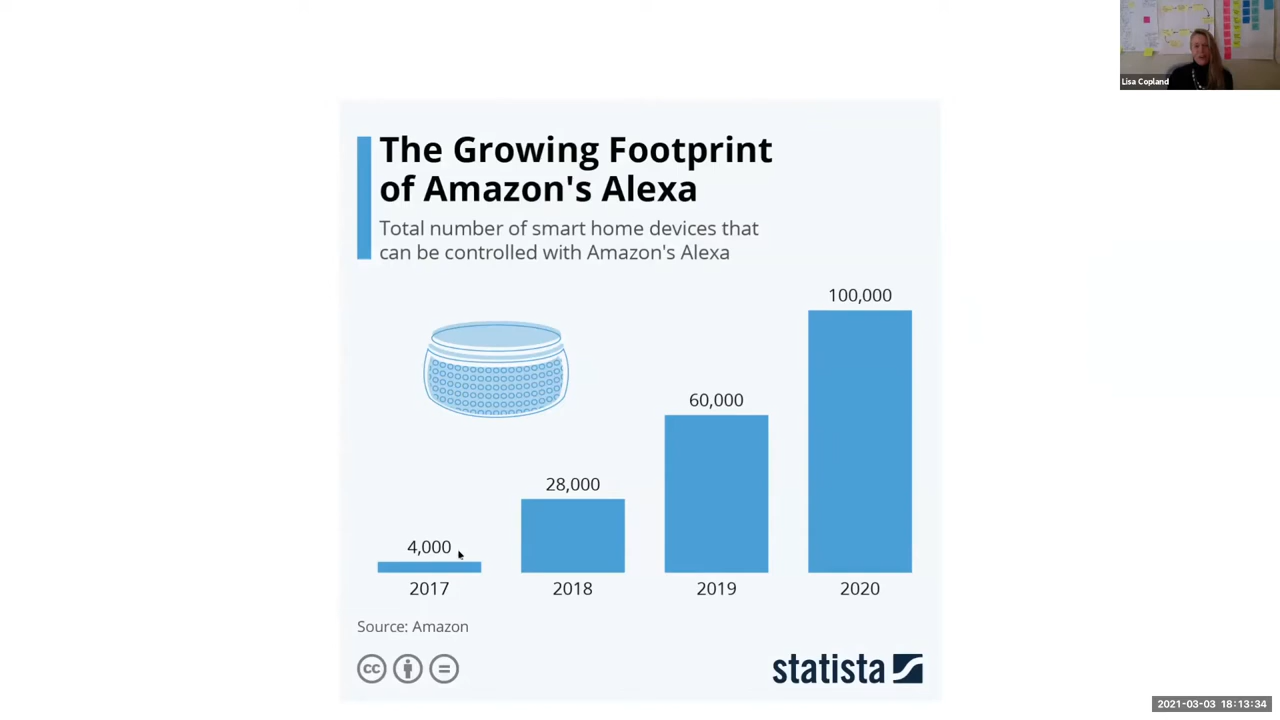 Lisa Copland
The Growing Footprint
of Amazon's Alexa
Total number of smart home devices that
can be controlled with Amazon's Alexa
100,000
60,000
28,000
4,000
2017 2018 2019 2020
Source: Amazon
cc
statista
2021-03-03 18:13:34